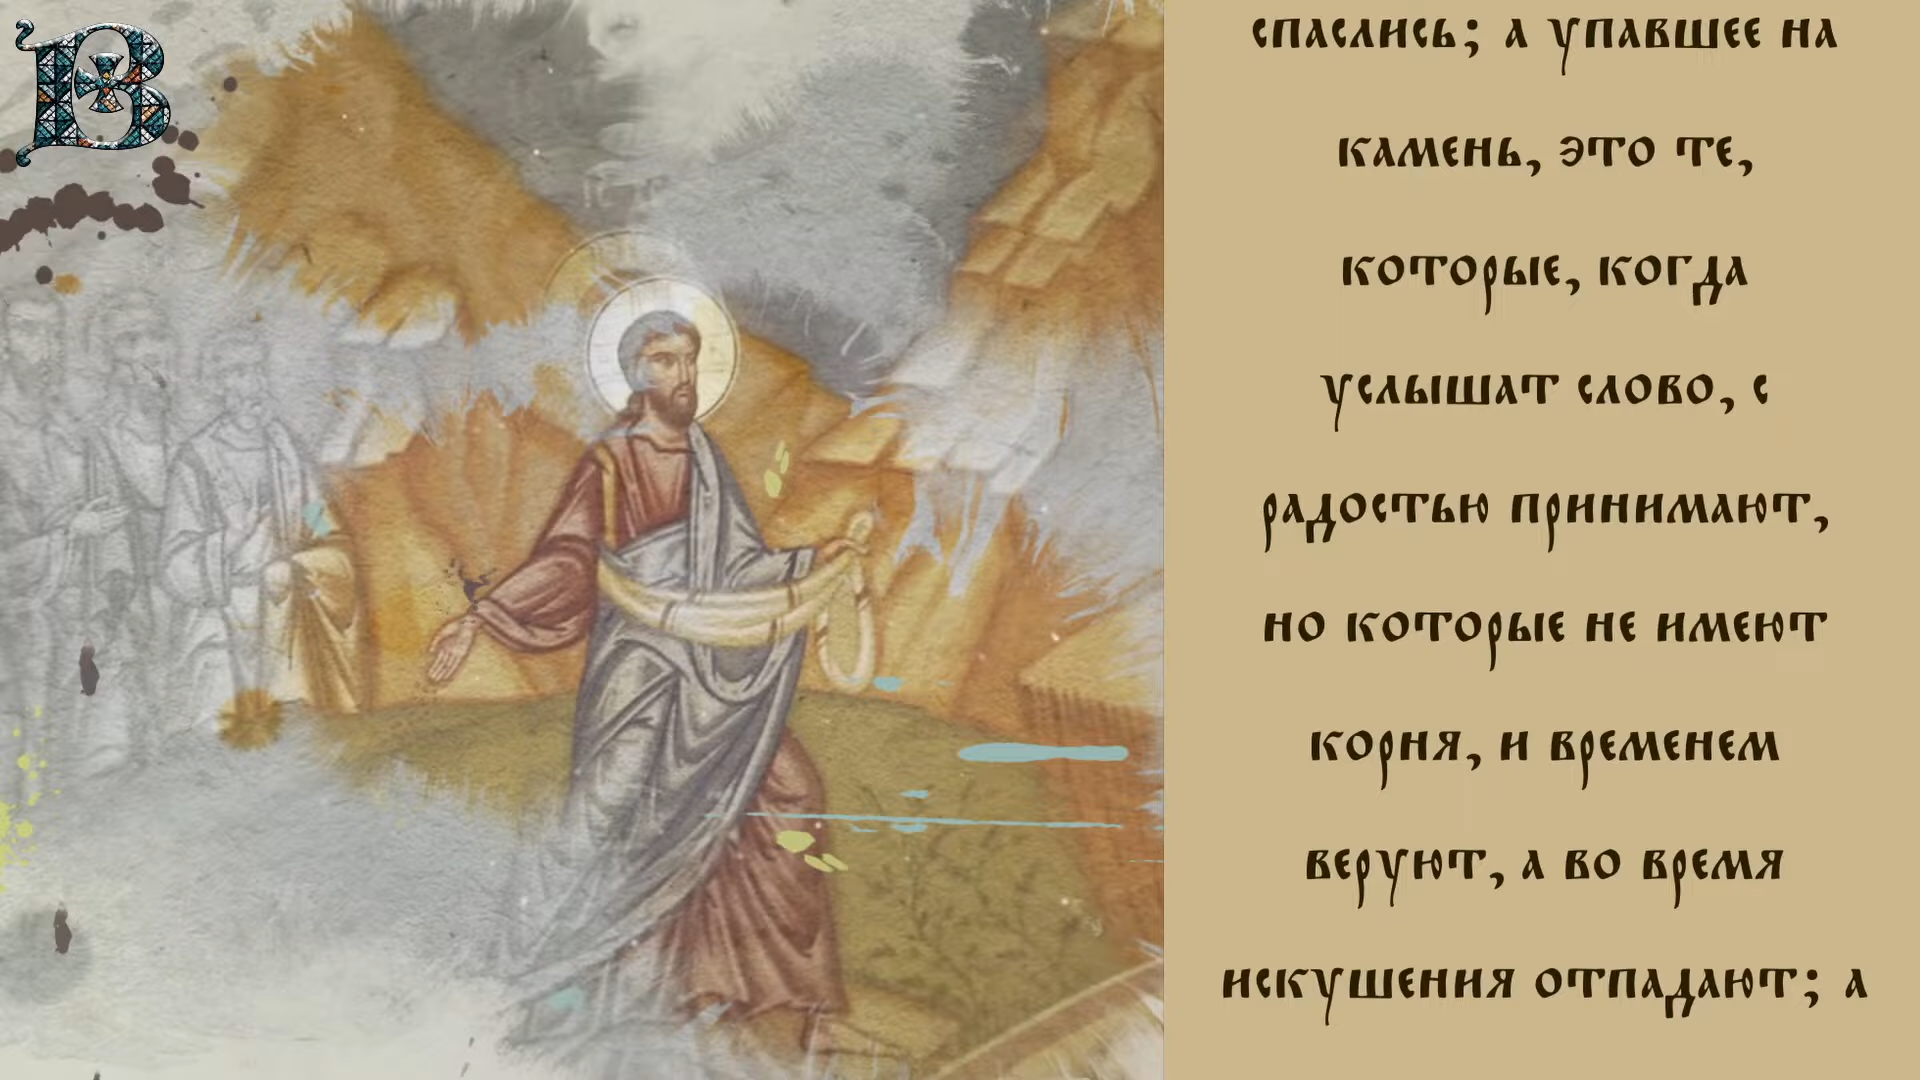 В
спаслись; а упавшее на
камень, это те,
которые, когда
услышат слово, с
радостью принимают,
но которые не имеют
корня, и временем
веруют, а во время
искушения отпадают; а